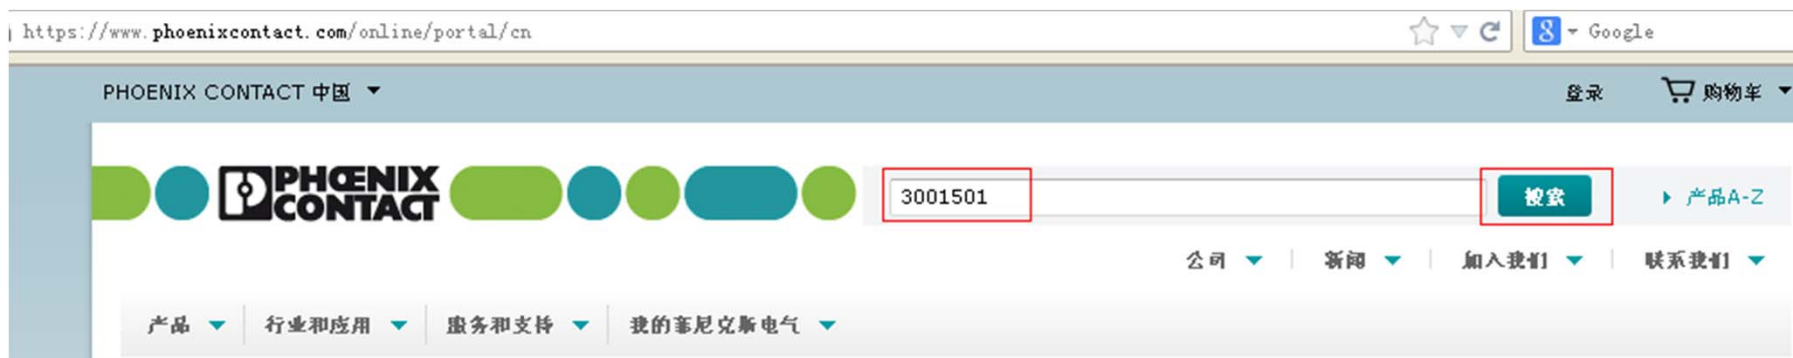 https://www.phoenixcontact.com/online/portal/cn
Google
PHOENIX CONTACT 中国
登录
购物车
PHŒNIX
CONTACT
3001501
搜索
产品A-Z
公司
新闻
加入我们
联系我们
产品
行业和应用
服务和支持
我的菲尼克斯电气